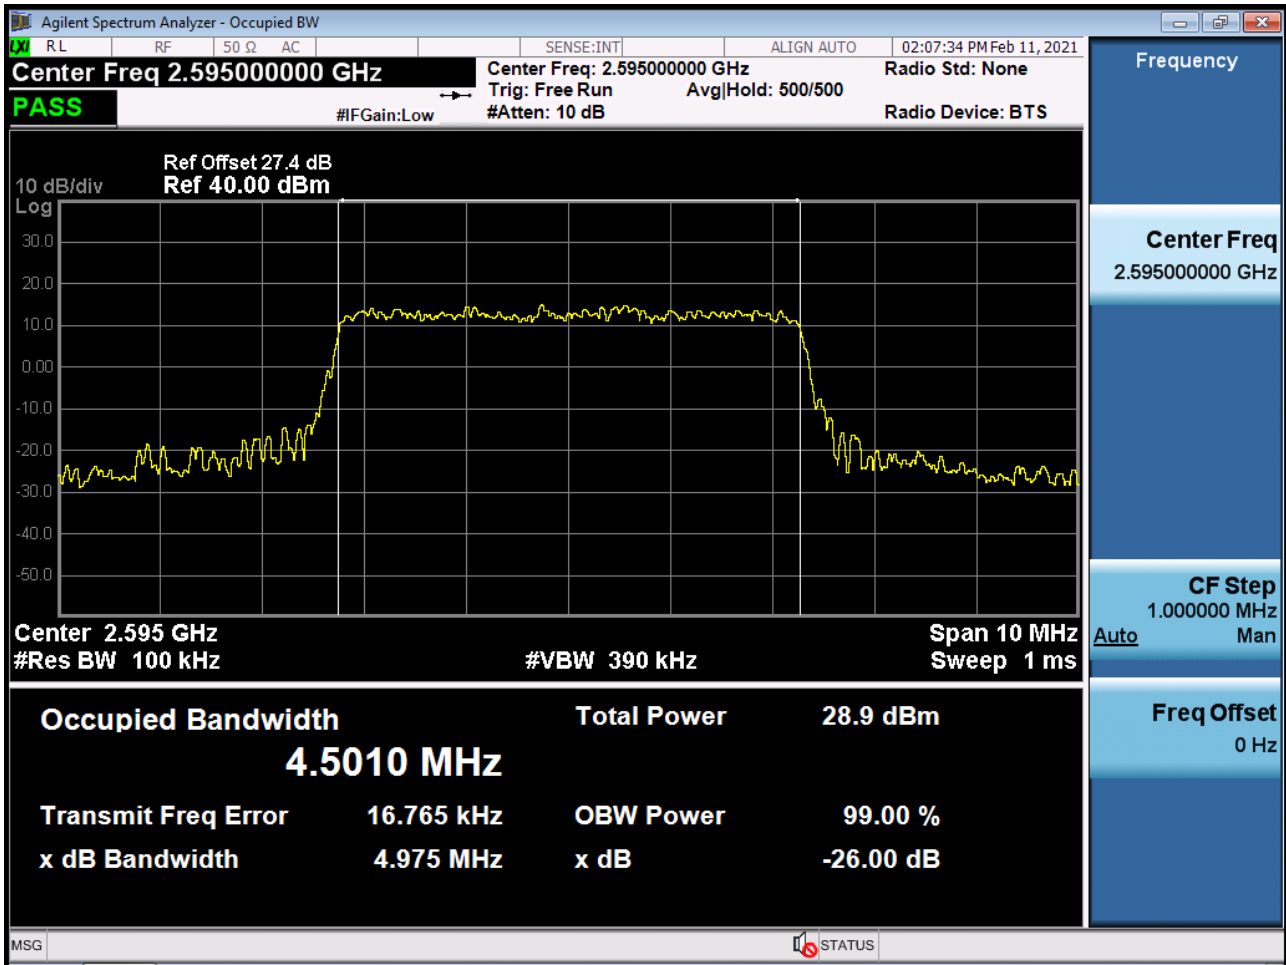 Agilent Spectrum Analyzer - Occupied BW
LXI RL RF 50 Ω AC SENSE:INT ALIGN AUTO 02:07:34 PM Feb 11, 2021
Center Freq 2.595000000 GHz
PASS
#IFGain:Low
Center Freq: 2.595000000 GHz
Trig: Free Run Avg|Hold: 500/500
#Atten: 10 dB
Radio Std: None
Radio Device: BTS
Ref Offset 27.4 dB
10 dB/div Ref 40.00 dBm
Log
30.0
20.0
10.0
0.00
-10.0
-20.0
-30.0
-40.0
-50.0
Center 2.595 GHz Span 10 MHz
#Res BW 100 kHz #VBW 390 kHz Sweep 1 ms
Occupied Bandwidth Total Power 28.9 dBm
4.5010 MHz
Transmit Freq Error 16.765 kHz OBW Power 99.00 %
x dB Bandwidth 4.975 MHz x dB -26.00 dB
Frequency
Center Freq
2.595000000 GHz
CF Step
1.000000 MHz
Auto Man
Freq Offset
0 Hz
MSG STATUS